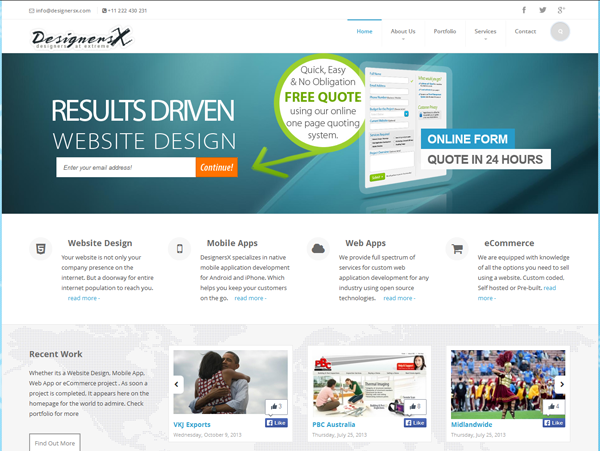 info@designersx.com +11 232 430 231
DesignersX
designers at extreme
Home About Us Portfolio Services Contact
RESULTS DRIVEN
WEBSITE DESIGN
Enter your email address! Continue!
Quick, Easy
& No Obligation
FREE QUOTE
using our online
one page quoting
system.
ONLINE FORM
QUOTE IN 24 HOURS
Website Design
Your website is not only your
company presence on the
internet. But a doorway for entire
internet population to reach you.
read more ·
Mobile Apps
DesignersX specializes in native
mobile application development
for Android and iPhone. Which
helps you keep your customers
on the go. read more ·
Web Apps
We provide full spectrum of
services for custom web
application development for any
industry using open source
technologies. read more ·
eCommerce
We are equipped with knowledge
of all the options you need to sell
using a website. Custom coded,
Self hosted or Pre-built. read
more ·
Recent Work
Whether its a Website Design, Mobile App,
Web App or eCommerce project . As soon a
project is completed. It appears here on the
homepage for the world to admire. Check
portfolio for more
Find Out More
3
Like
VKJ Exports
Wednesday, October 9, 2013
PBC
8
Like
PBC Australia
Thursday, July 25, 2013
4
Like
Midlandwide
Thursday, July 25, 2013